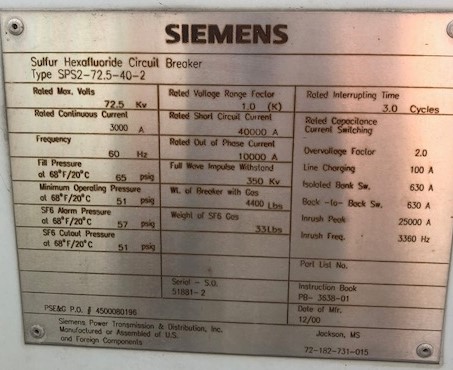 SIEMENS
Sulfur Hexafluoride Circuit Breaker
Type SPS2-72.5-40-2
Rated Max. Volts
72.5 Kv
Rated Continuous Current
3000 A
Frequency
60 Hz
Fill Pressure
at 68°F/20°C 65 psig
Minimum Operating Pressure
at 68°F/20°C 51 psig
SF6 Alarm Pressure
at 68°F/20°C 57 psig
SF6 Cutout Pressure
at 68°F/20°C 51 psig
Rated Voltage Range Factor
1.0 (K)
Rated Short Circuit Current
40000 A
Rated Out of Phase Current
10000 A
Full Wave Impulse Withstand
350 Kv
Wt. of Breaker with Gas
4400 Lbs
Weight of SF6 Gas
33Lbs
Serial - S.O.
51881-2
Rated Interrupting Time
3.0 Cycles
Rated Capacitance
Current Switching
Overvoltage Factor 2.0
Line Charging 100 A
Isolated Bank Sw. 630 A
Back -to- Back Sw. 630 A
Inrush Peak 25000 A
Inrush Freq. 3360 Hz
Part List No.
Instruction Book
PB- 3638-01
Date of Mfr.
12/00
PSE&G P.O. # 4500080196
Siemens Power Transmission & Distribution, Inc.
Manufactured or Assembled of U.S.
and Foreign Components
Jackson, MS
72-182-731-015